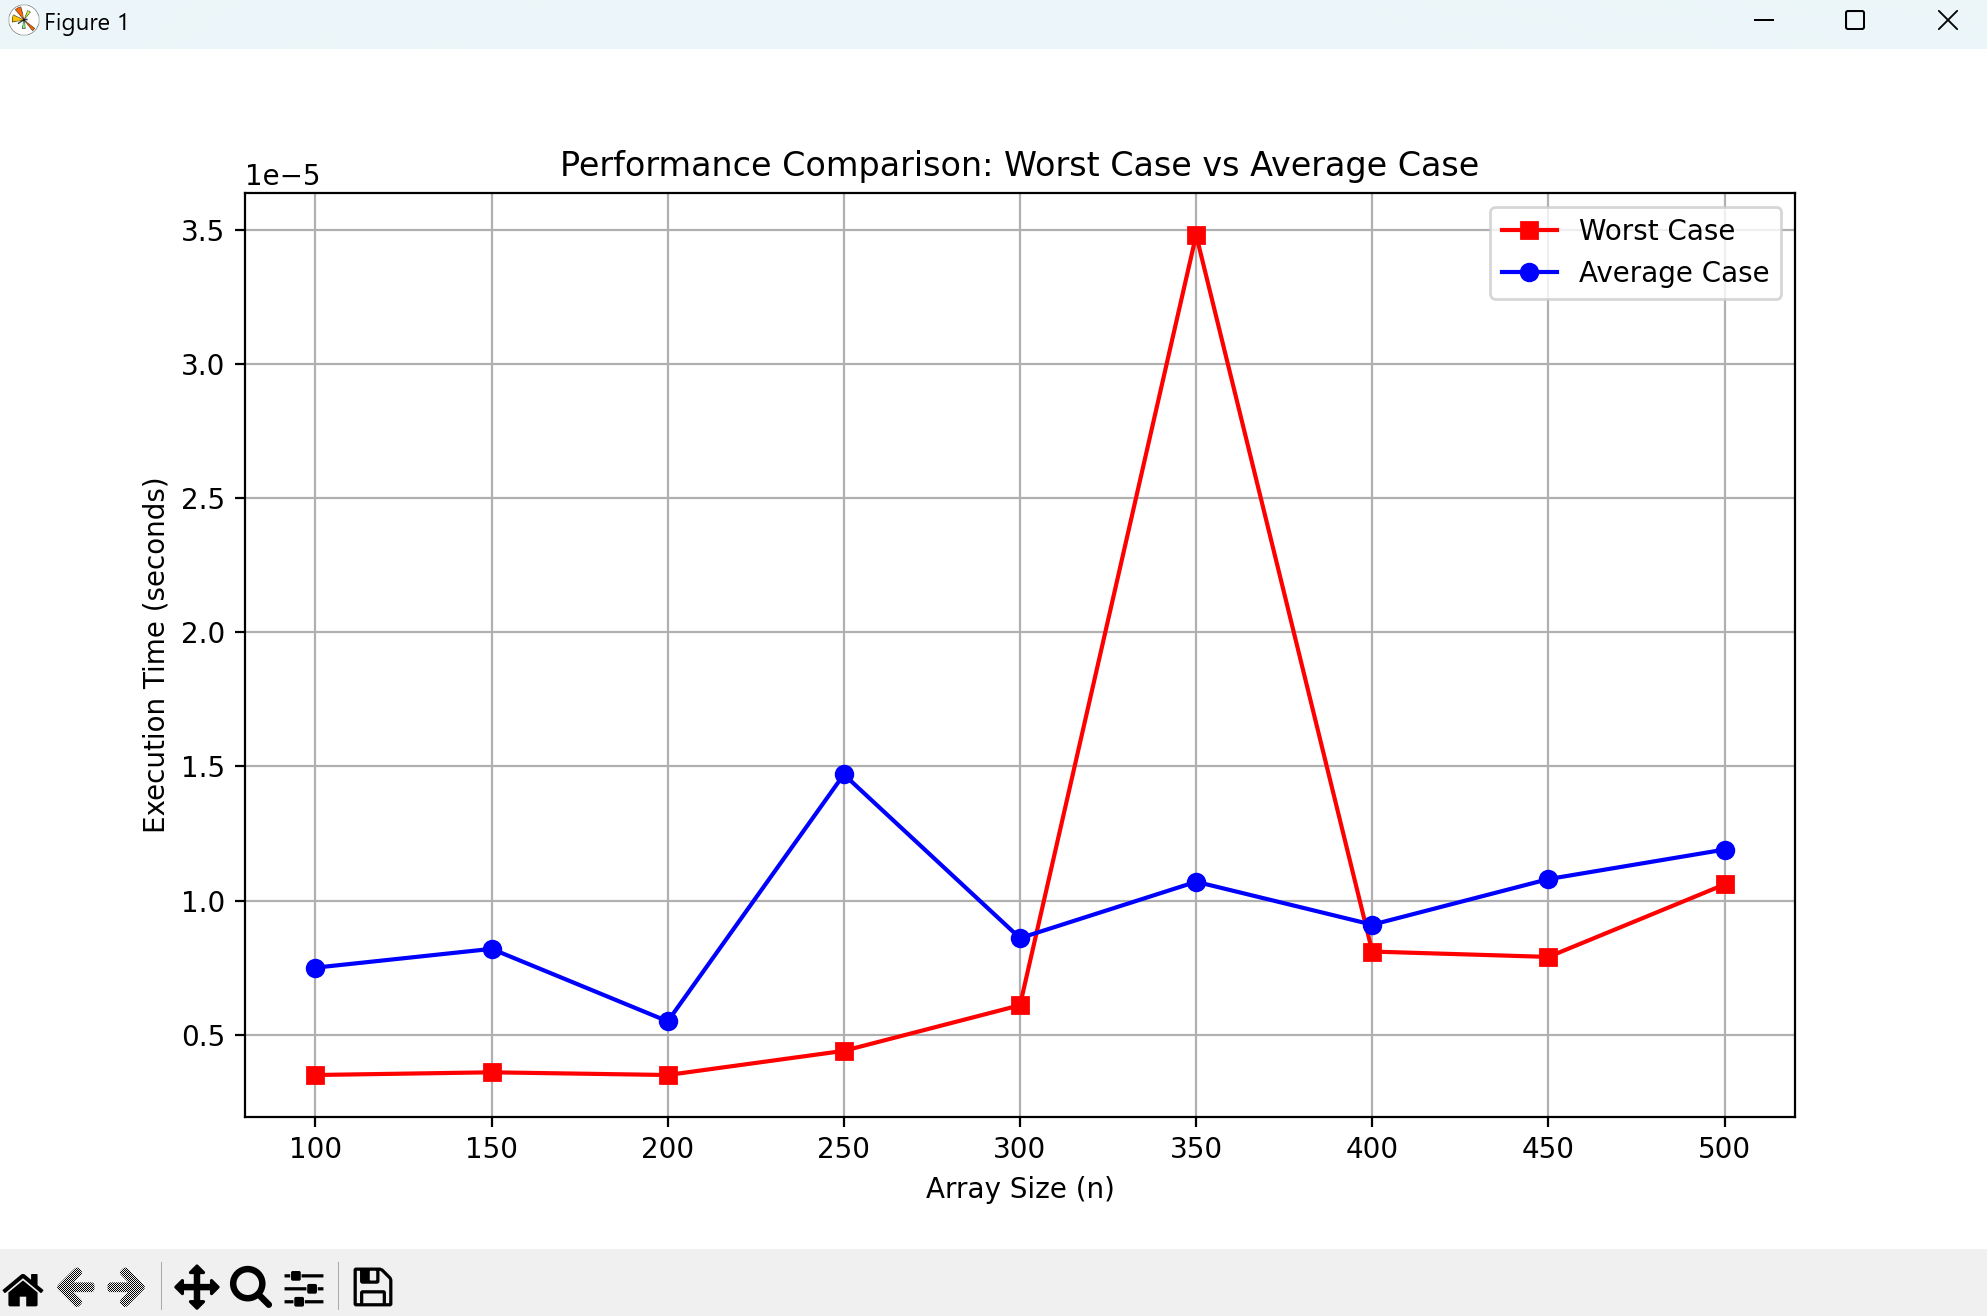 Figure 1
Performance Comparison: Worst Case vs Average Case
1e−5
3.5
3.0
2.5
2.0
1.5
1.0
0.5
Execution Time (seconds)
Worst Case
Average Case
100 150 200 250 300 350 400 450 500
Array Size (n)